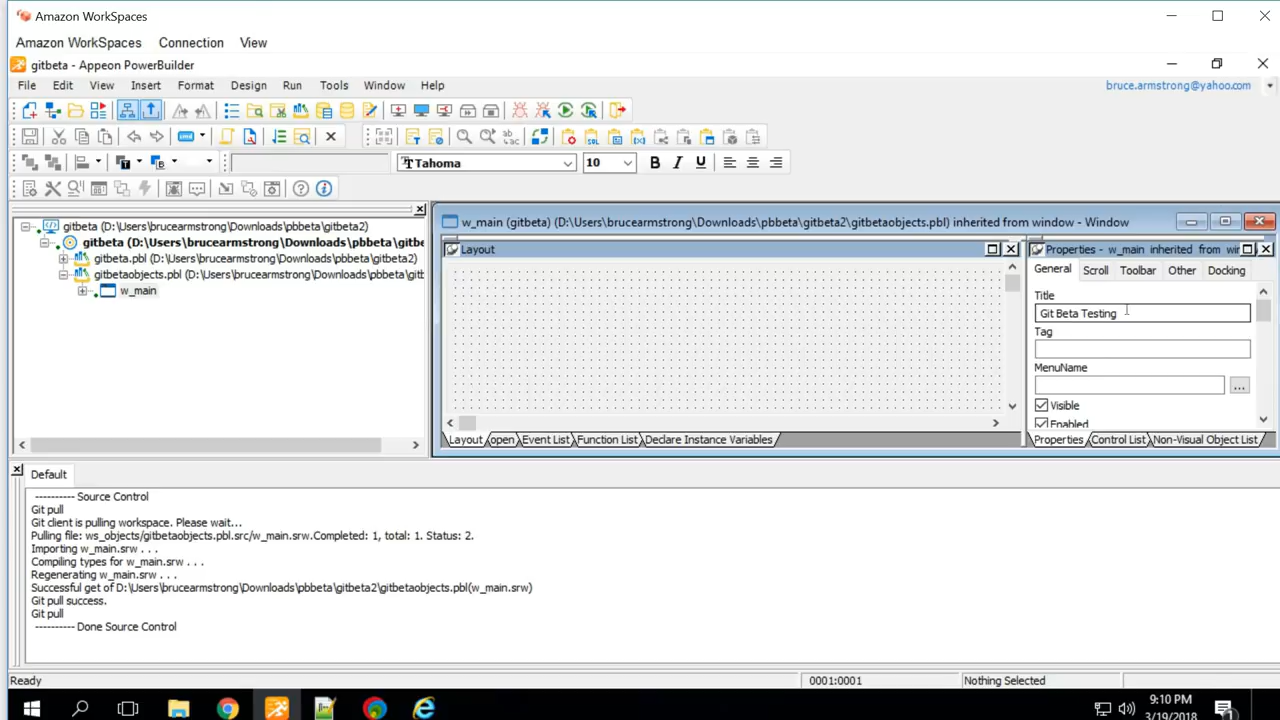 Amazon WorkSpaces
Amazon WorkSpaces Connection View
gitbeta - Appeon PowerBuilder
File Edit View Insert Format Design Run Tools Window Help
bruce.armstrong@yahoo.com
Tahoma 10 B I U
gitbeta (D:\Users\brucearmstrong\Downloads\pbbeta\gitbeta2)
gitbeta (D:\Users\brucearmstrong\Downloads\pbbeta\gitbe
gitbeta.pbl (D:\Users\brucearmstrong\Downloads\pbbeta\gitbeta2)
gitbetaobjects.pbl (D:\Users\brucearmstrong\Downloads\pbbeta\git
w_main
w_main (gitbeta) (D:\Users\brucearmstrong\Downloads\pbbeta\gitbeta2\gitbetaobjects.pbl) inherited from window - Window
Layout
Layout open Event List Function List Declare Instance Variables
Properties - w_main inherited from win
General Scroll Toolbar Other Docking
Title
Git Beta Testing
Tag
MenuName
...
Visible
Enabled
Properties Control List Non-Visual Object List
Default
---------- Source Control
Git pull
Git client is pulling workspace. Please wait...
Pulling file: ws_objects/gitbetaobjects.pbl.src/w_main.srw.Completed: 1, total: 1. Status: 2.
Importing w_main.srw . . .
Compiling types for w_main.srw . . .
Regenerating w_main.srw . . .
Successful get of D:\Users\brucearmstrong\Downloads\pbbeta\gitbeta2\gitbetaobjects.pbl(w_main.srw)
Git pull success.
Git pull
---------- Done Source Control
Ready 0001:0001 Nothing Selected
9:10 PM
3/19/2018